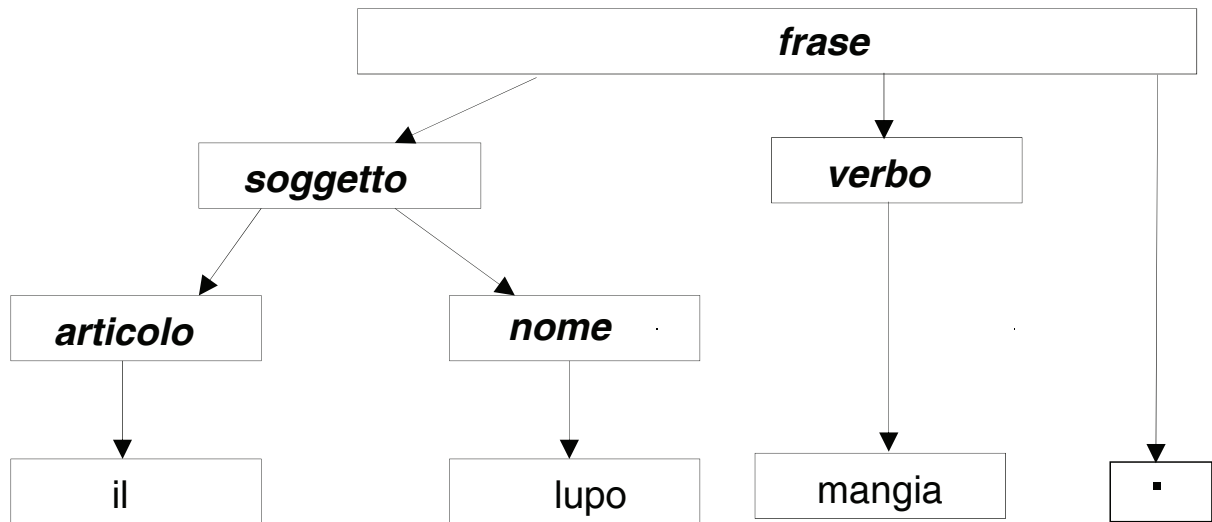 frase
soggetto
verbo
articolo
nome
il
lupo
mangia
.